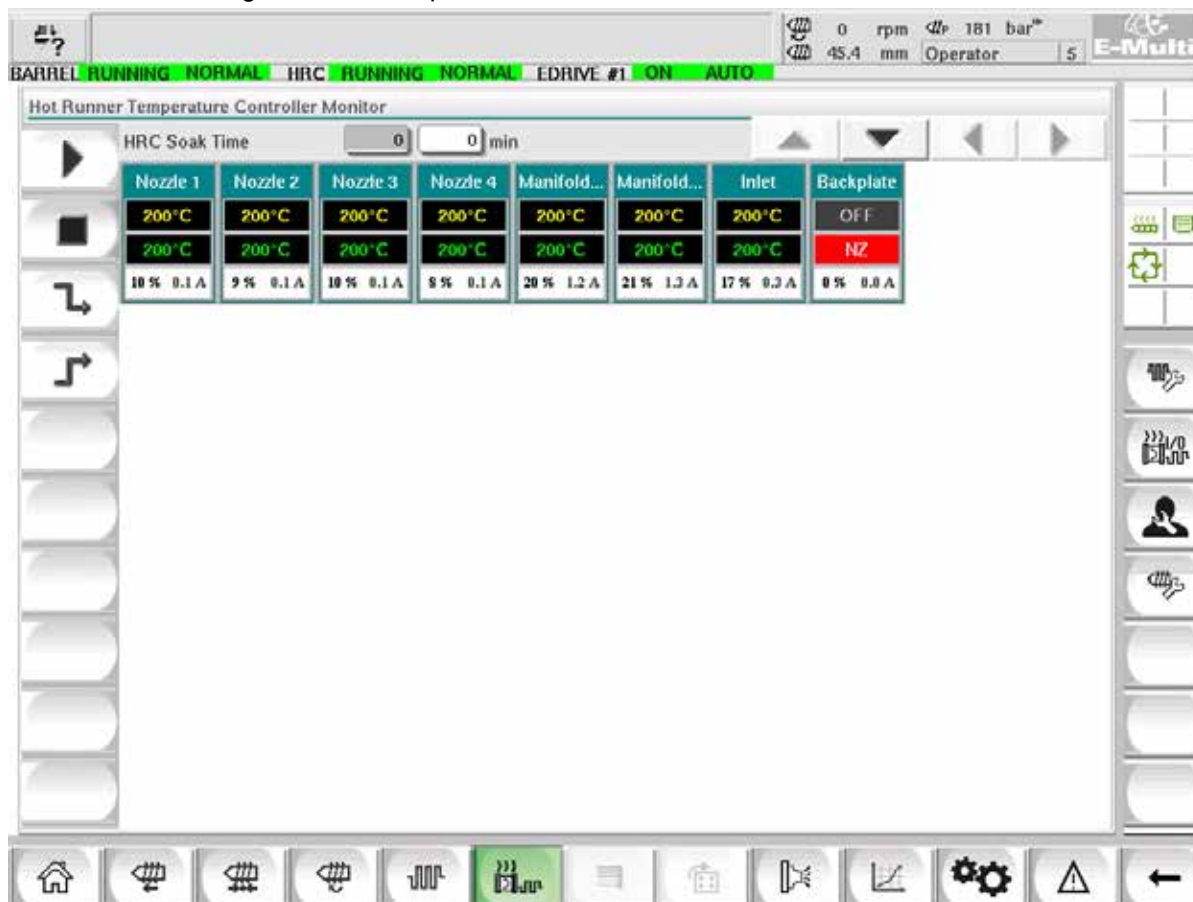 0 rpm P 181 bar
45.4 mm Operator 5
E-Multi
BARREL RUNNING NORMAL HRC RUNNING NORMAL EDRIVE #1 ON AUTO
Hot Runner Temperature Controller Monitor
HRC Soak Time 0 0 min
Nozzle 1 Nozzle 2 Nozzle 3 Nozzle 4 Manifold... Manifold... Inlet Backplate
200°C 200°C 200°C 200°C 200°C 200°C 200°C OFF
200°C 200°C 200°C 200°C 200°C 200°C 200°C NZ
10 % 0.1 A 9 % 0.1 A 10 % 0.1 A 8 % 0.1 A 20 % 1.2 A 21 % 1.3 A 17 % 0.3 A 0 % 0.0 A
I/O